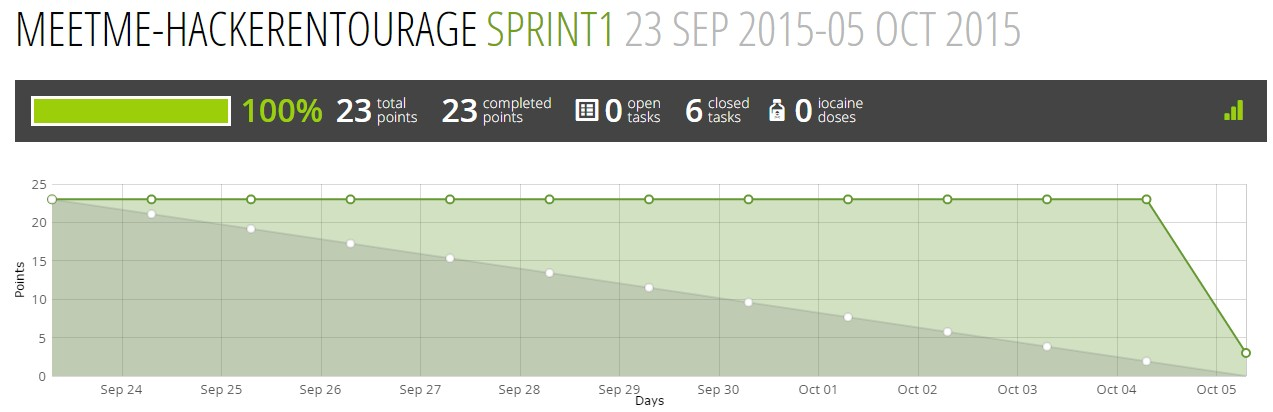 MEETME-HACKERENTOURAGE SPRINT1 23 SEP 2015-05 OCT 2015
100% 23 total points 23 completed points 0 open tasks 6 closed tasks 0 iocaine doses
25
20
15
10
5
0
Points
Sep 24 Sep 25 Sep 26 Sep 27 Sep 28 Sep 29 Sep 30 Oct 01 Oct 02 Oct 03 Oct 04 Oct 05
Days